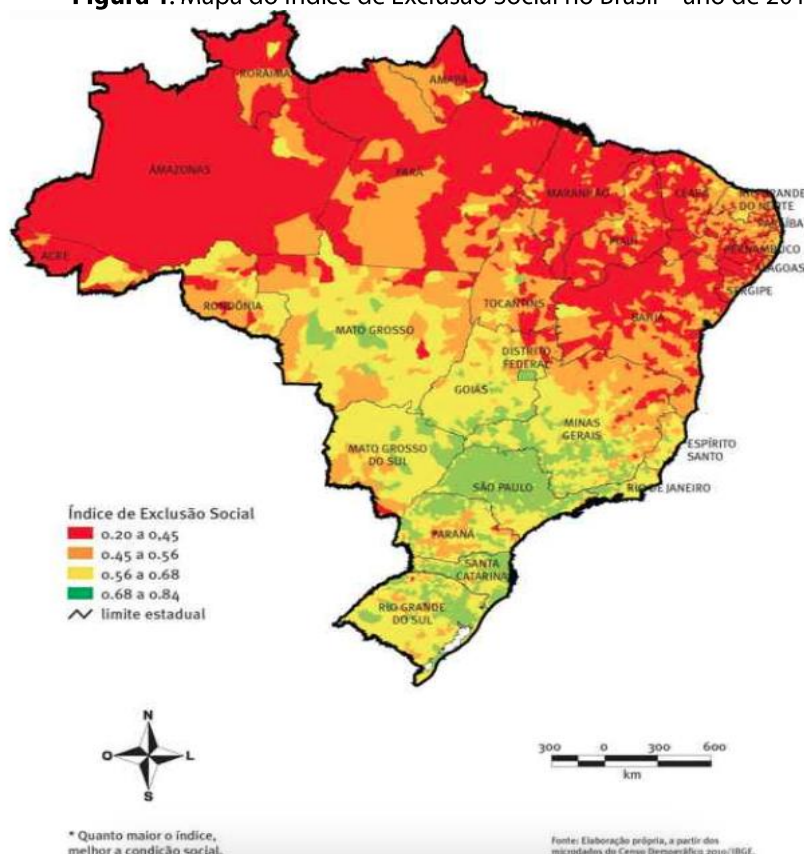 Figura 1. Mapa do Índice de Exclusão Social no Brasil – ano de 201
RORAIMA
AMAPÁ
AMAZONAS
PARÁ
MARANHÃO
CEARÁ
RIO GRANDE
DO NORTE
PARAÍBA
PIAUÍ
PERNAMBUCO
ALAGOAS
ACRE
SERGIPE
RONDÔNIA
TOCANTINS
BAHIA
MATO GROSSO
DISTRITO
FEDERAL
GOIÁS
MINAS
GERAIS
ESPÍRITO
SANTO
MATO GROSSO
DO SUL
SÃO PAULO
RIO DE JANEIRO
PARANÁ
SANTA
CATARINA
RIO GRANDE
DO SUL
Índice de Exclusão Social
0.20 a 0,45
0.45 a 0.56
0.56 a 0.68
0.68 a 0.84
limite estadual
N
O
L
S
300 0 300 600
km
* Quanto maior o índice,
melhor a condição social.
Fonte: Elaboração própria, a partir dos
microdados do Censo Demográfico 2010/IBGE.